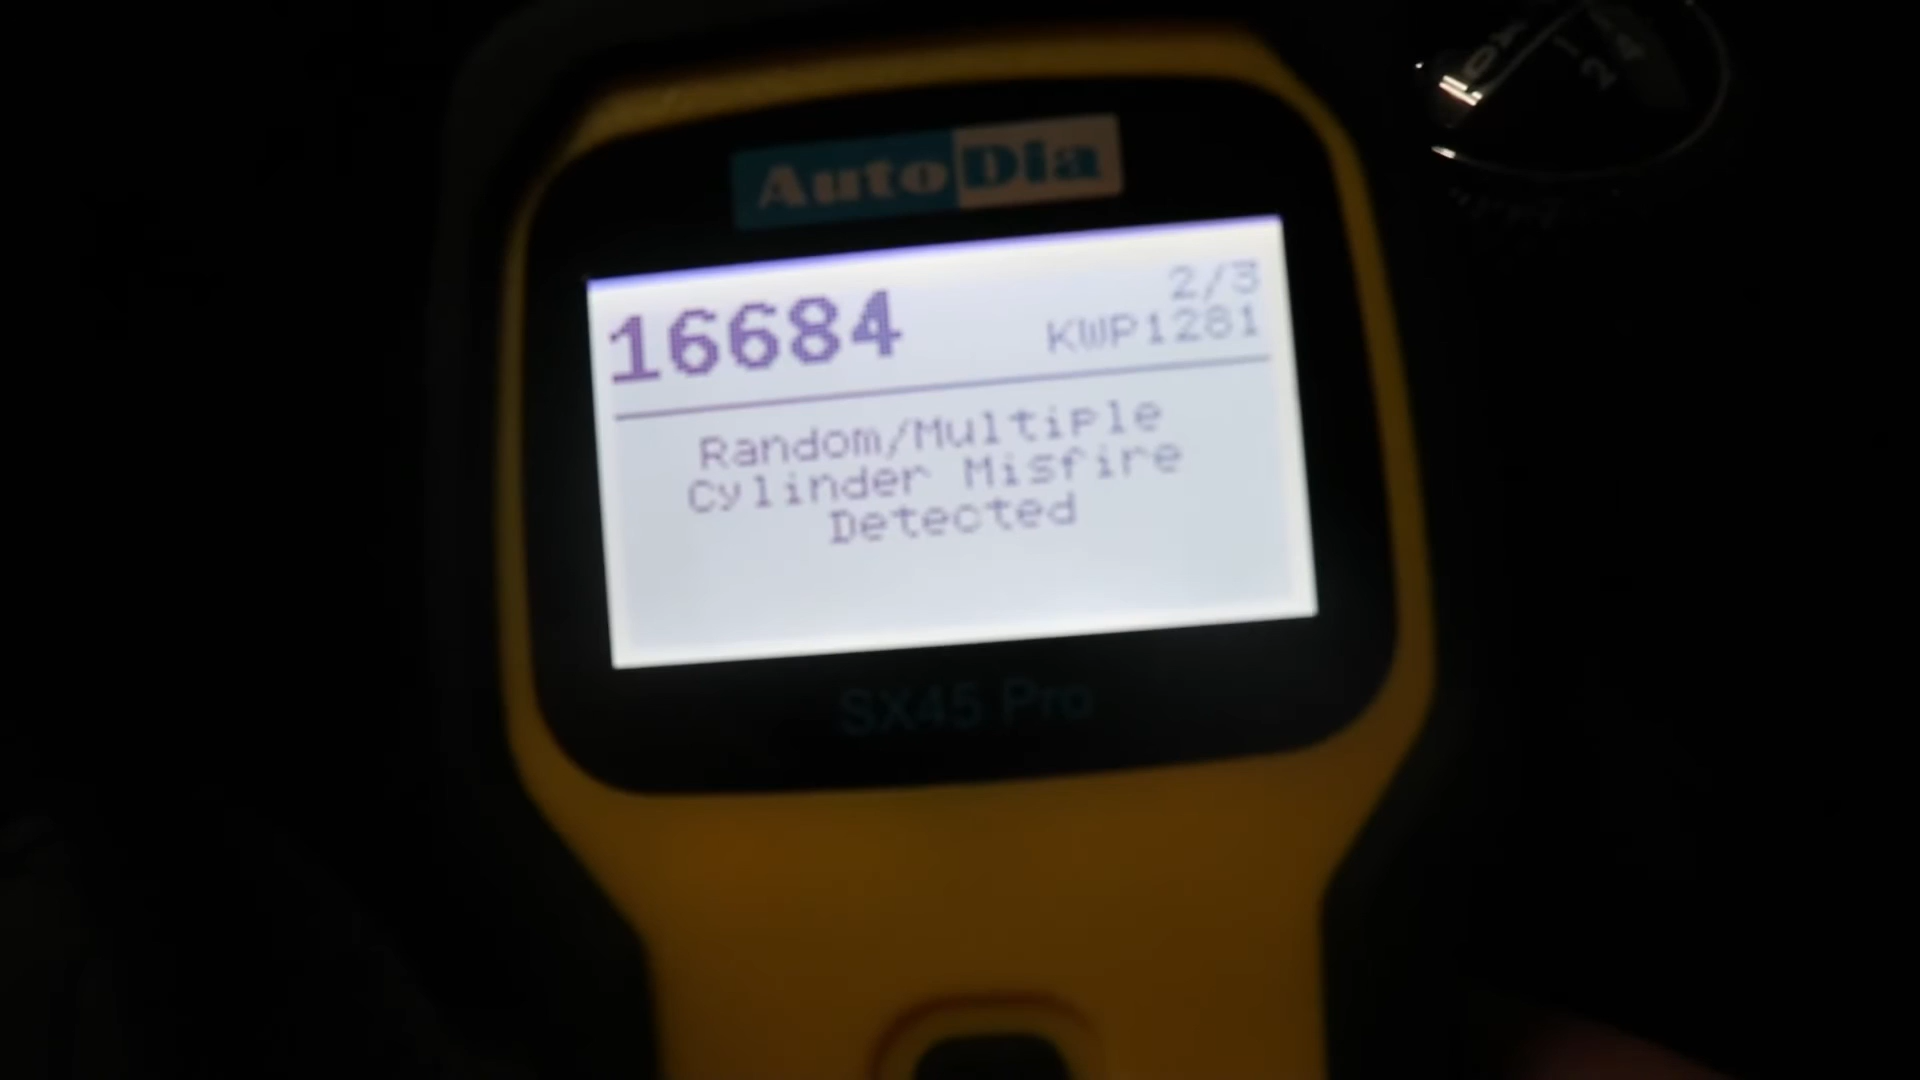 AutoDia
16684
2/3
KWP1281
Random/Multiple
Cylinder Misfire
Detected
SX45 Pro